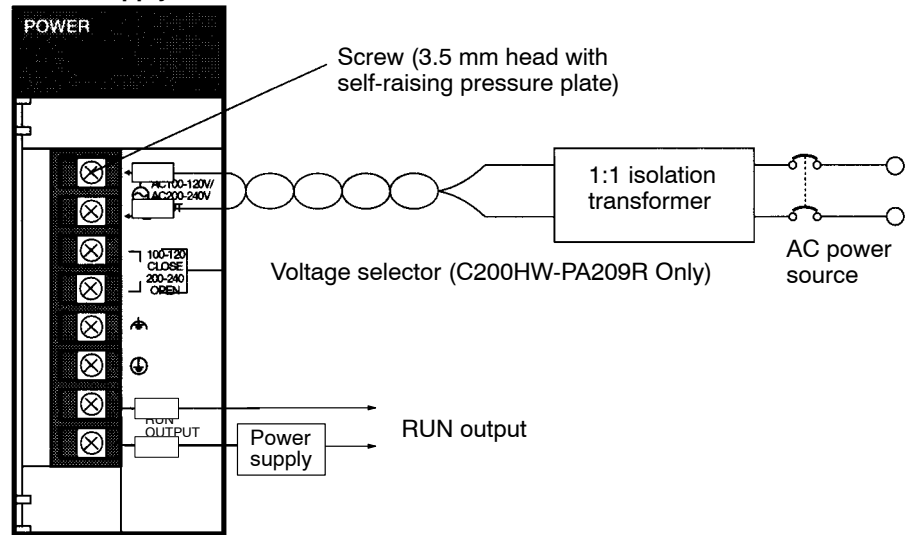 POWER
Screw (3.5 mm head with
self-raising pressure plate)
AC100-120V/
AC200-240V
1:1 isolation
transformer
AC power
source
100-120
CLOSE
200-240
OPEN
Voltage selector (C200HW-PA209R Only)
RUN
OUTPUT
Power
supply
RUN output